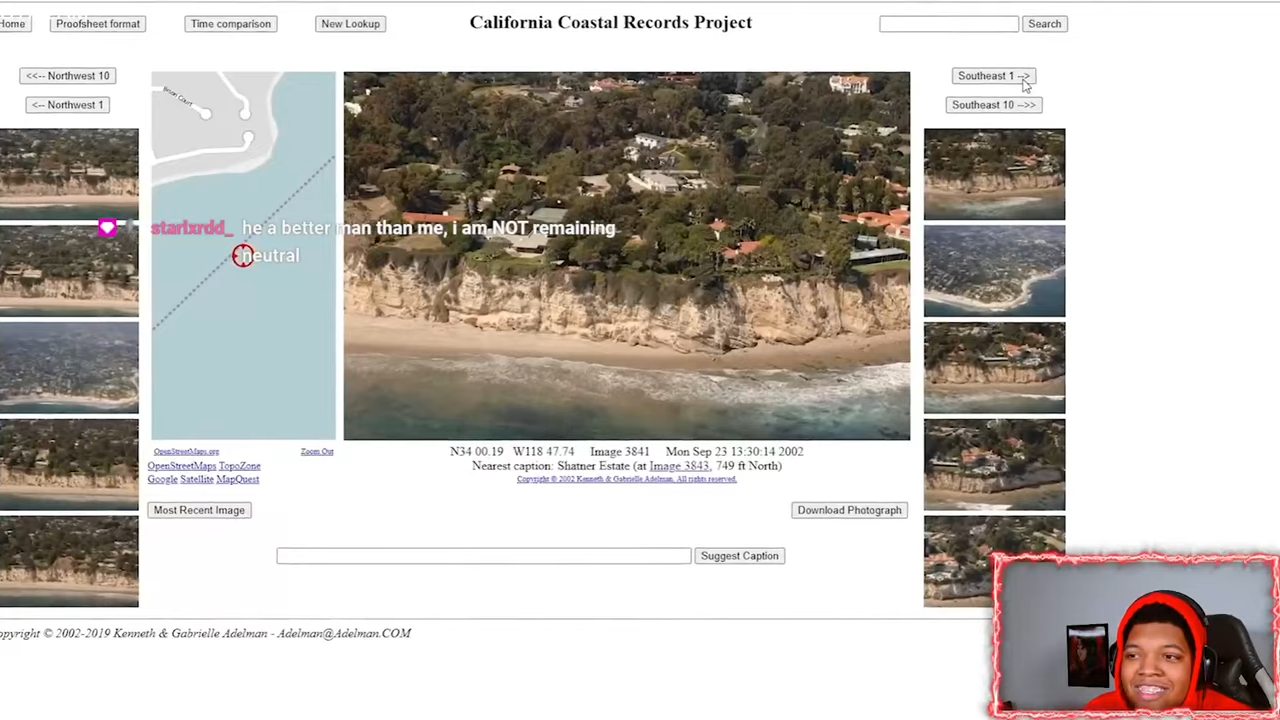 Home
Proofsheet format
Time comparison
New Lookup
California Coastal Records Project
Search
<<-- Northwest 10
<-- Northwest 1
Southeast 1 -->
Southeast 10 -->>
starlxrdd_ he a better man than me, i am NOT remaining
neutral
OpenStreetMap.org
Zoom Out
OpenStreetMaps TopoZone
Google Satellite MapQuest
N34 00.19 W118 47.74 Image 3841 Mon Sep 23 13:30:14 2002
Nearest caption: Shatner Estate (at Image 3843, 749 ft North)
Copyright © 2002 Kenneth & Gabrielle Adelman, All rights reserved.
Most Recent Image
Download Photograph
Suggest Caption
opyright © 2002-2019 Kenneth & Gabrielle Adelman - Adelman@Adelman.COM